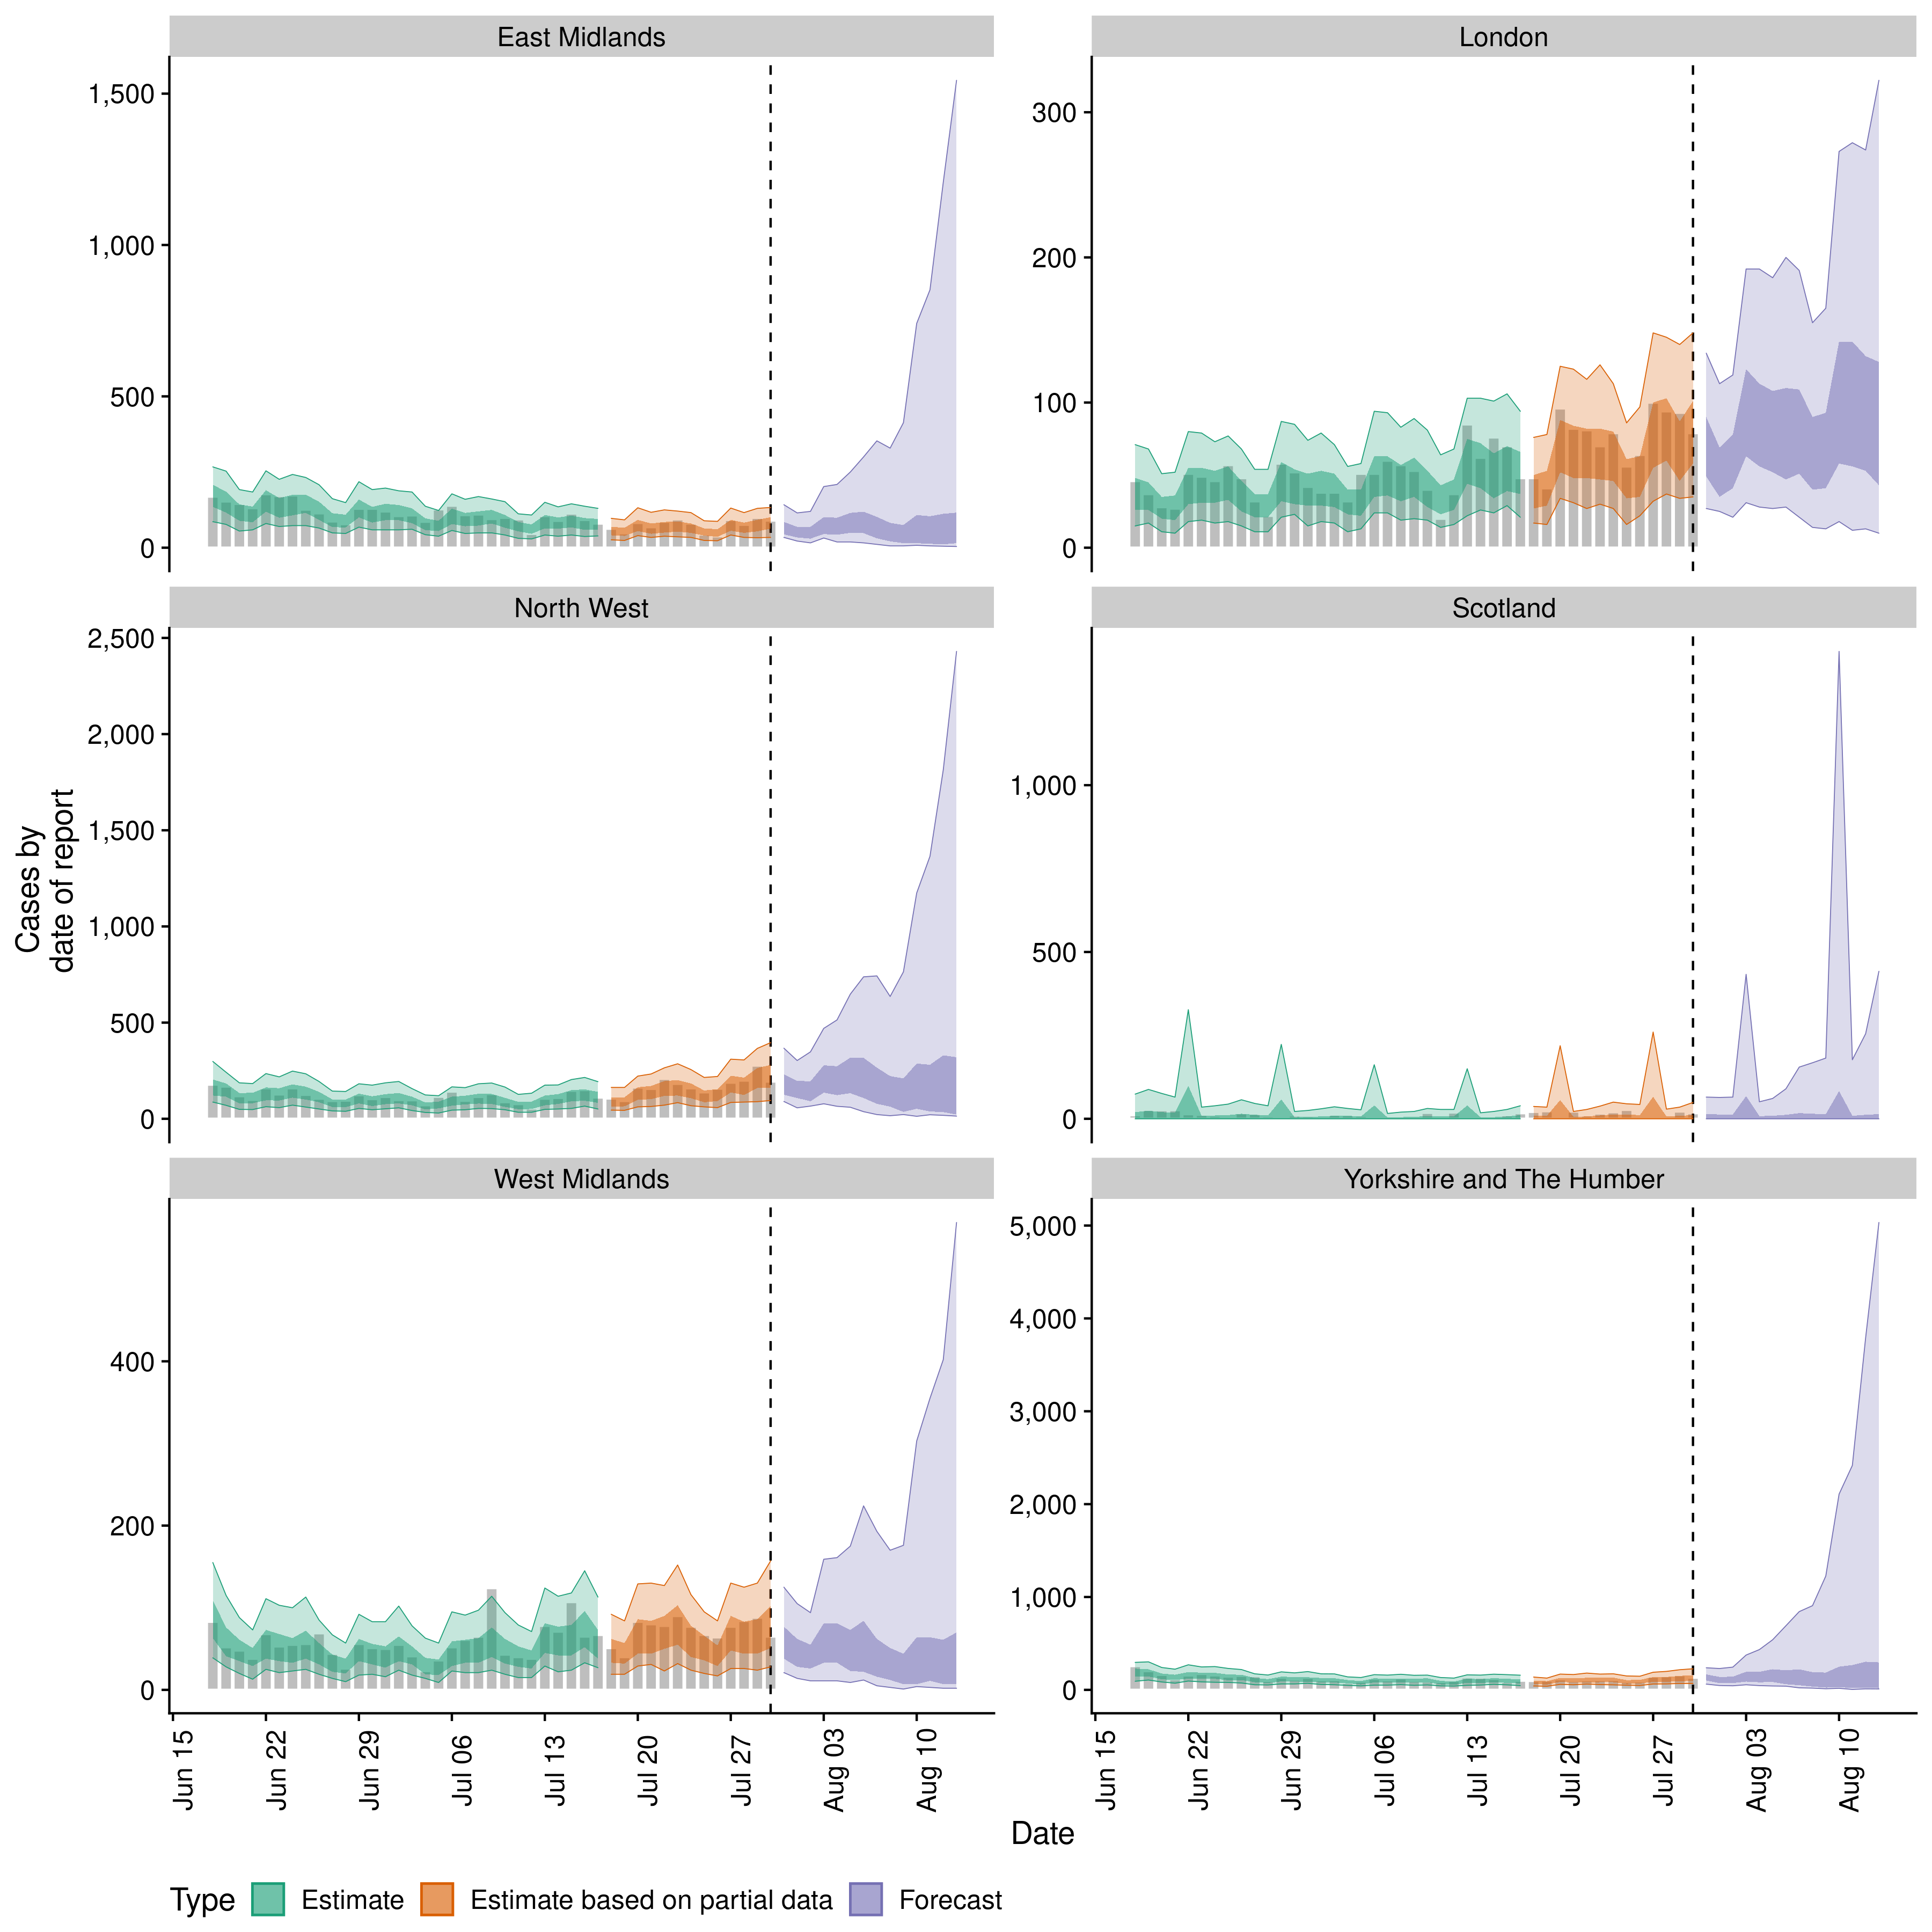 East Midlands
London
1,500
1,000
500
0
300
200
100
0
North West
Scotland
Cases by
date of report
2,500
2,000
1,500
1,000
500
0
1,000
500
0
West Midlands
Yorkshire and The Humber
400
200
0
5,000
4,000
3,000
2,000
1,000
0
Jun 15
Jun 22
Jun 29
Jul 06
Jul 13
Jul 20
Jul 27
Aug 03
Aug 10
Jun 15
Jun 22
Jun 29
Jul 06
Jul 13
Jul 20
Jul 27
Aug 03
Aug 10
Date
Type Estimate Estimate based on partial data Forecast